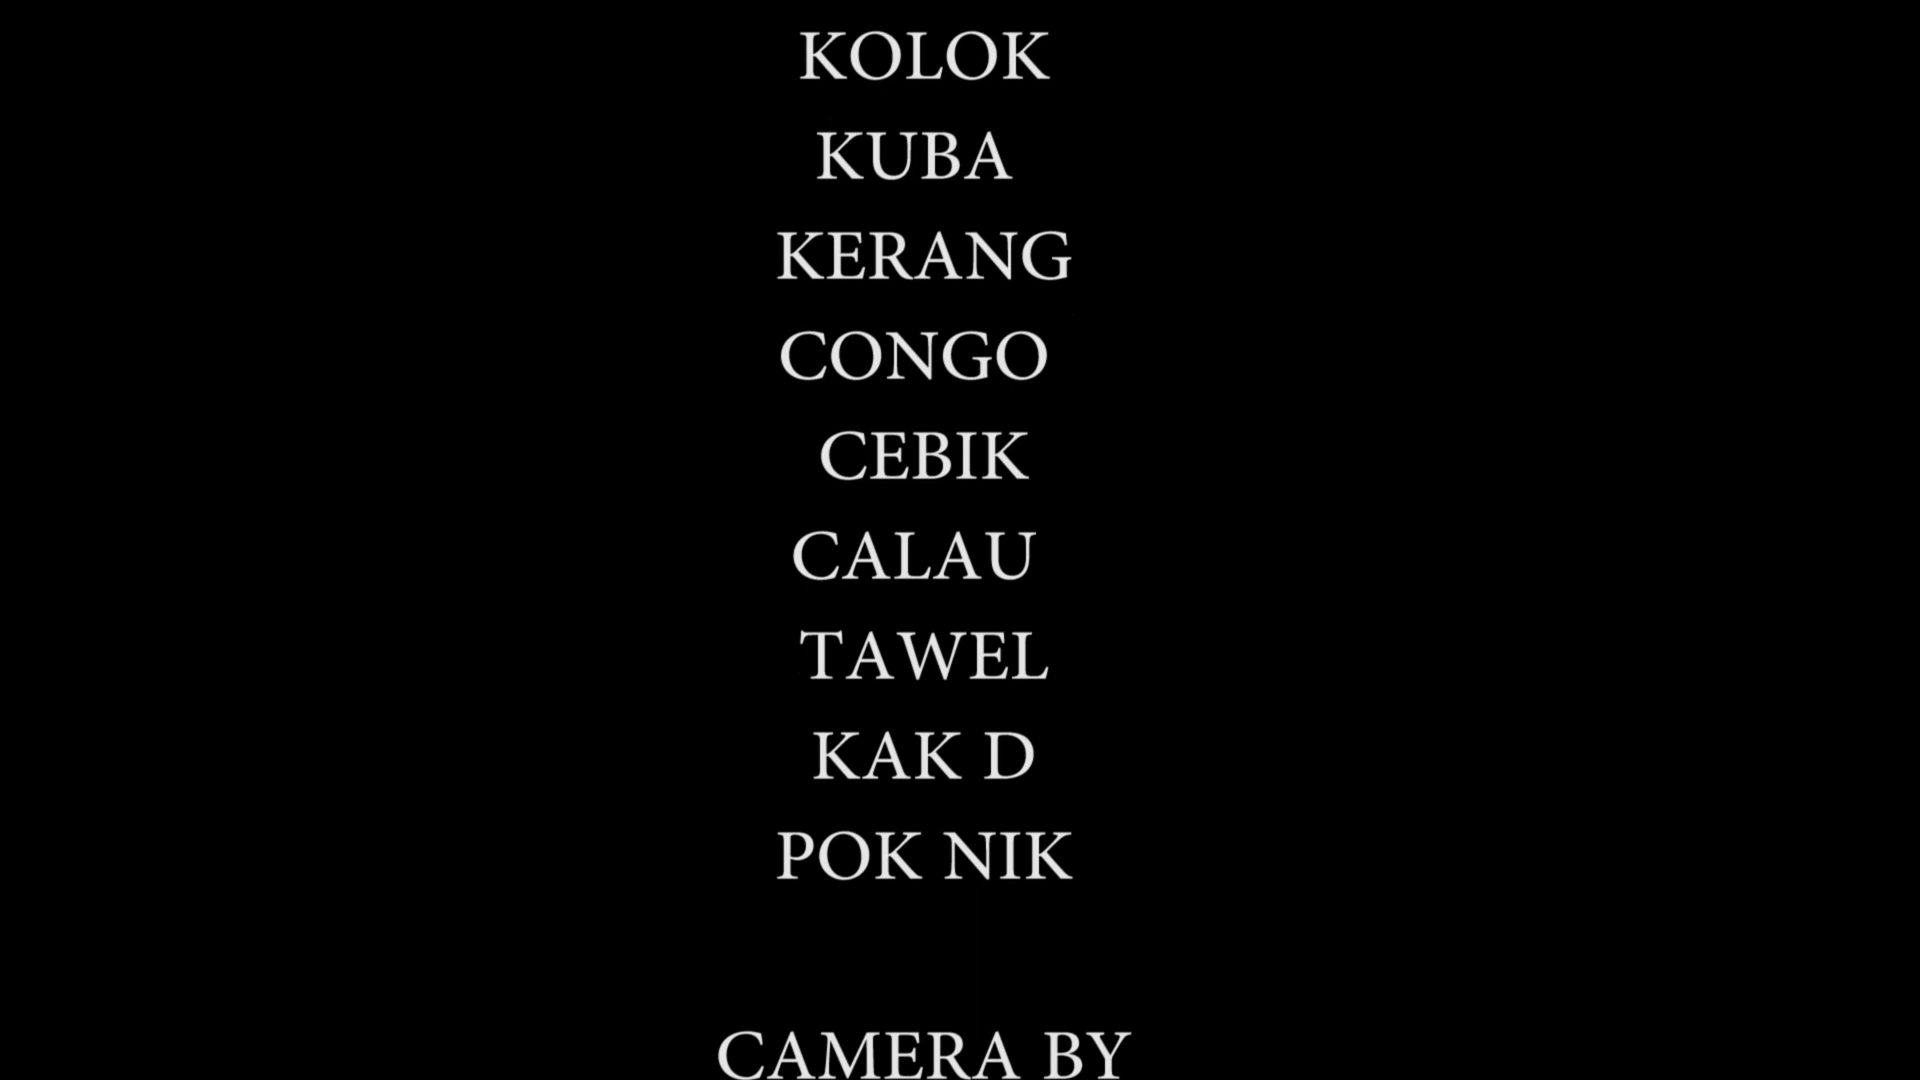 KOLOK
KUBA
KERANG
CONGO
CEBIK
CALAU
TAWEL
KAK D
POK NIK
CAMERA BY